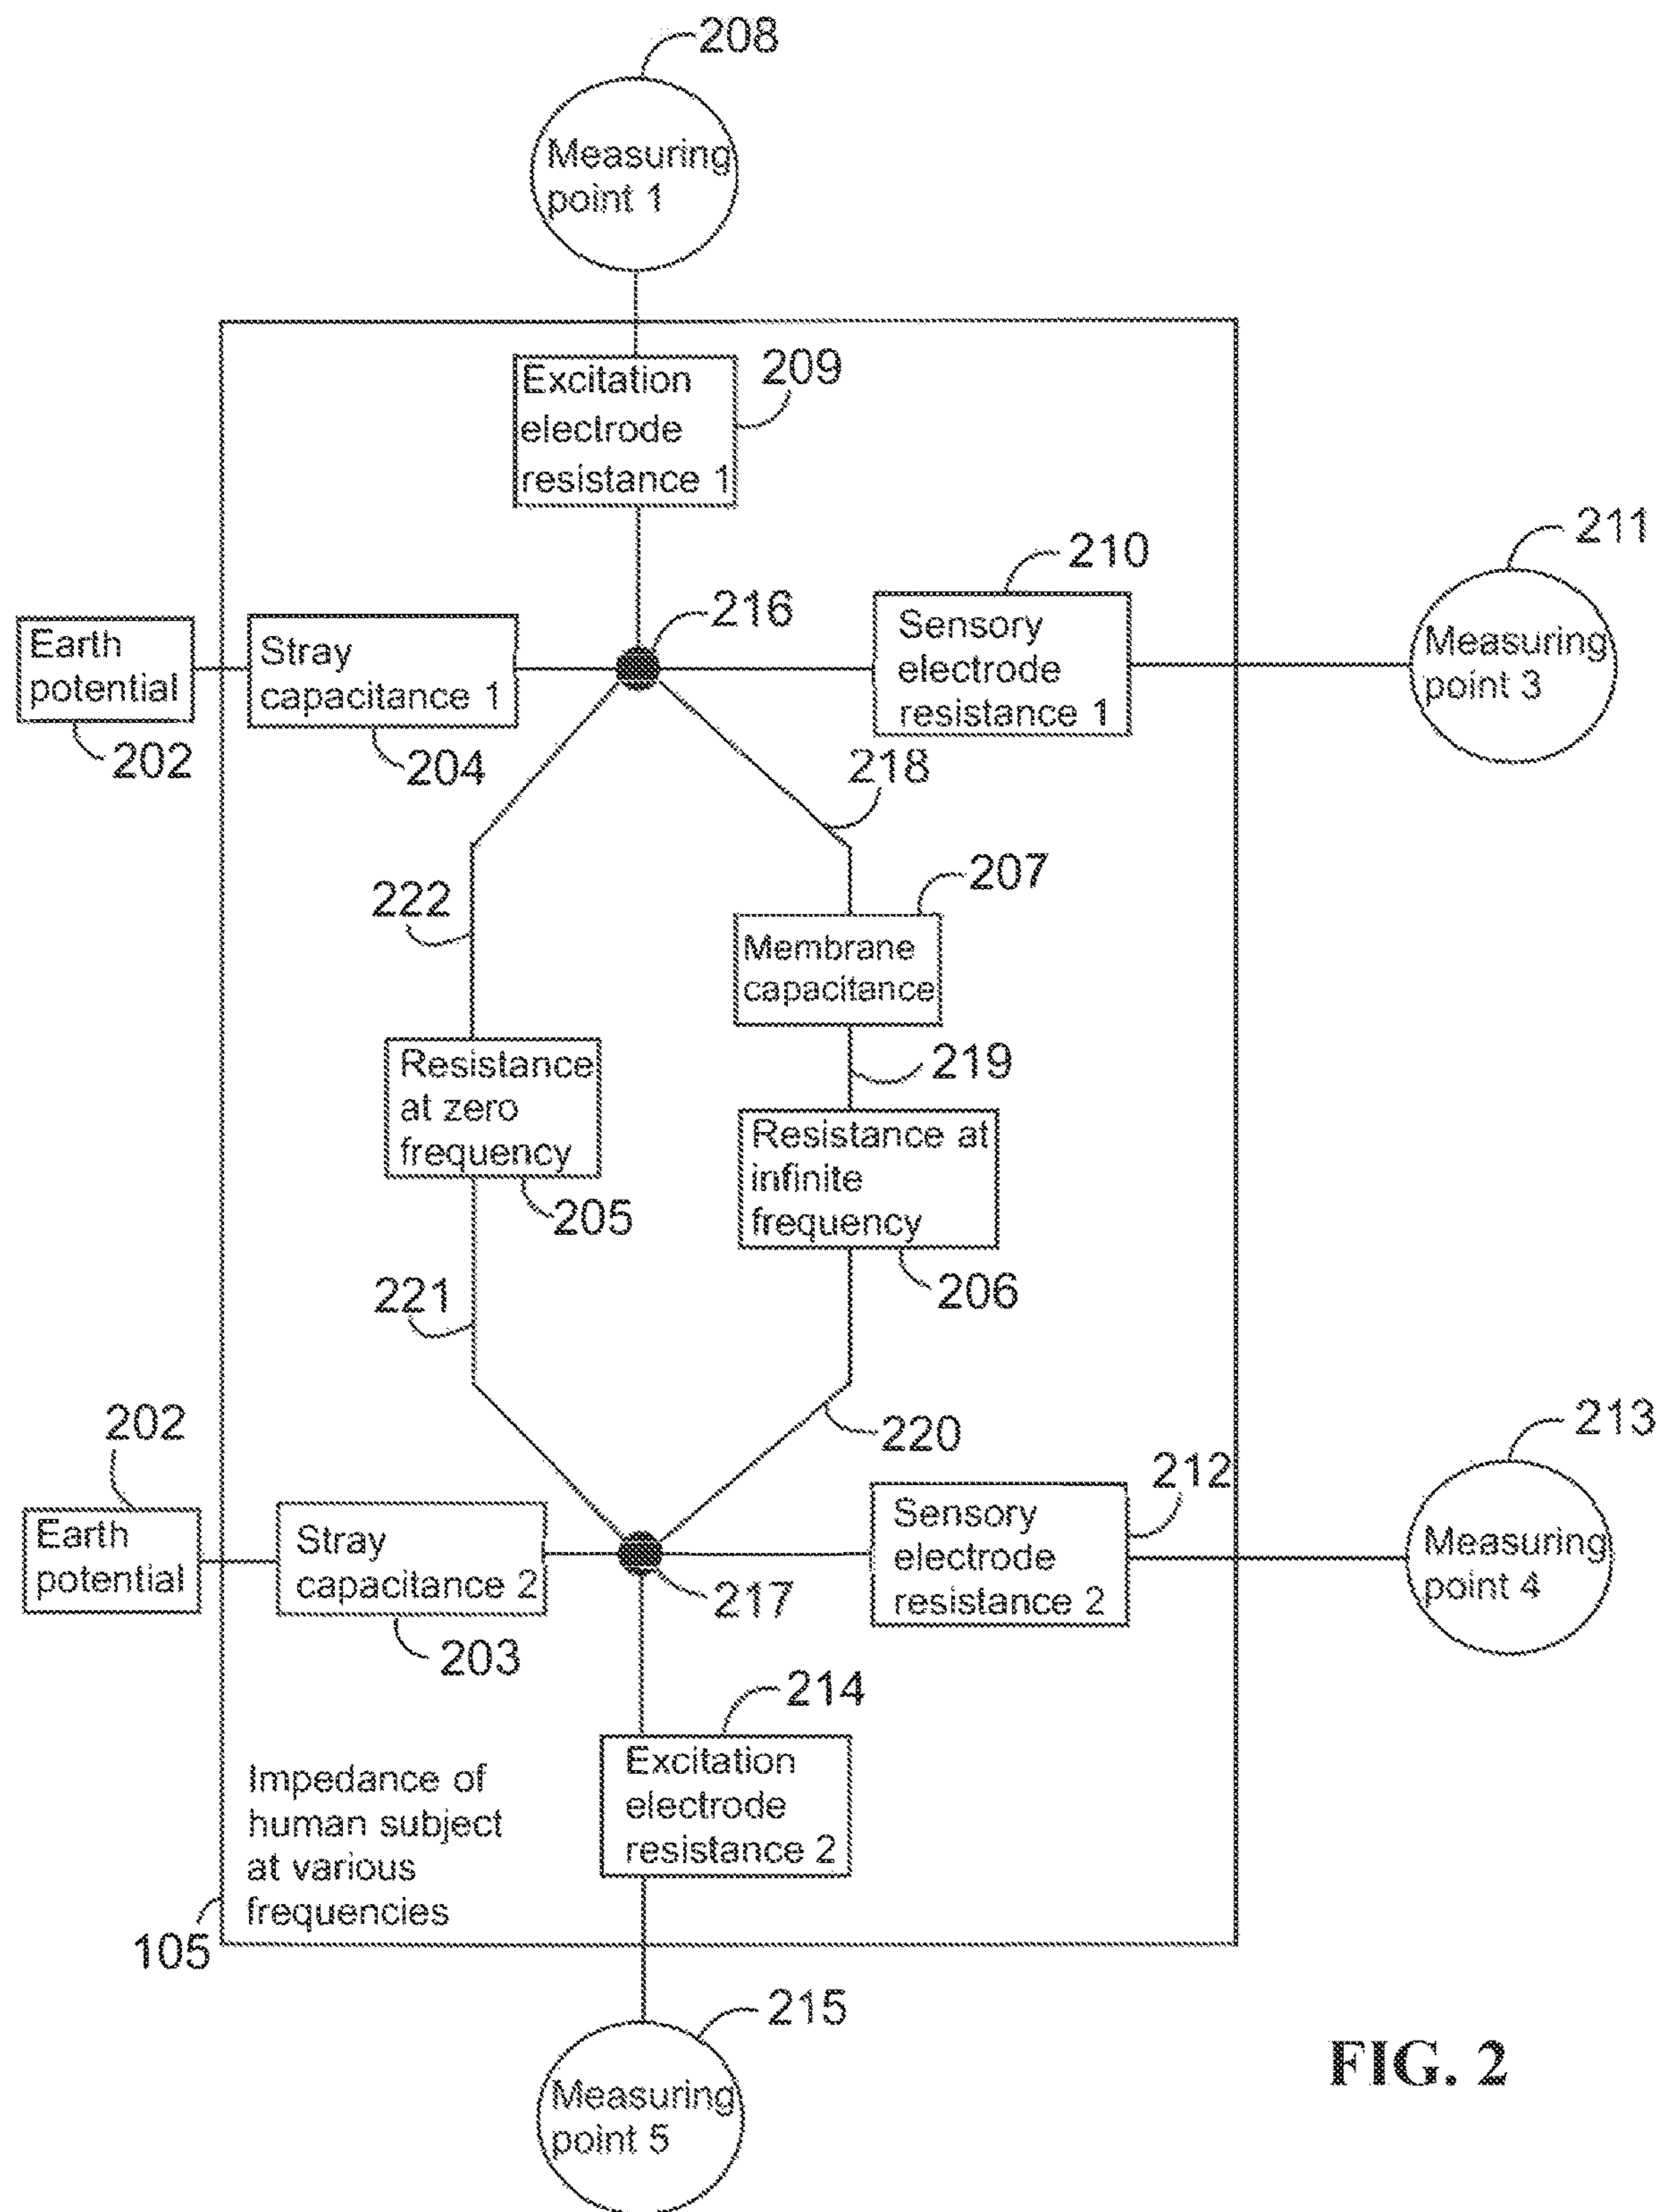 208
Measuring
point 1
Excitation
electrode
resistance 1
209
210
211
216
Earth
potential
202
Stray
capacitance 1
204
Sensory
electrode
resistance 1
Measuring
point 3
218
222
207
Membrane
capacitance
219
Resistance
at zero
frequency
205
Resistance at
infinite
frequency
206
221
220
202
213
212
Earth
potential
Stray
capacitance 2
203
217
Sensory
electrode
resistance 2
Measuring
point 4
214
Excitation
electrode
resistance 2
Impedance of
human subject
at various
frequencies
105
215
Measuring
point 5
FIG. 2